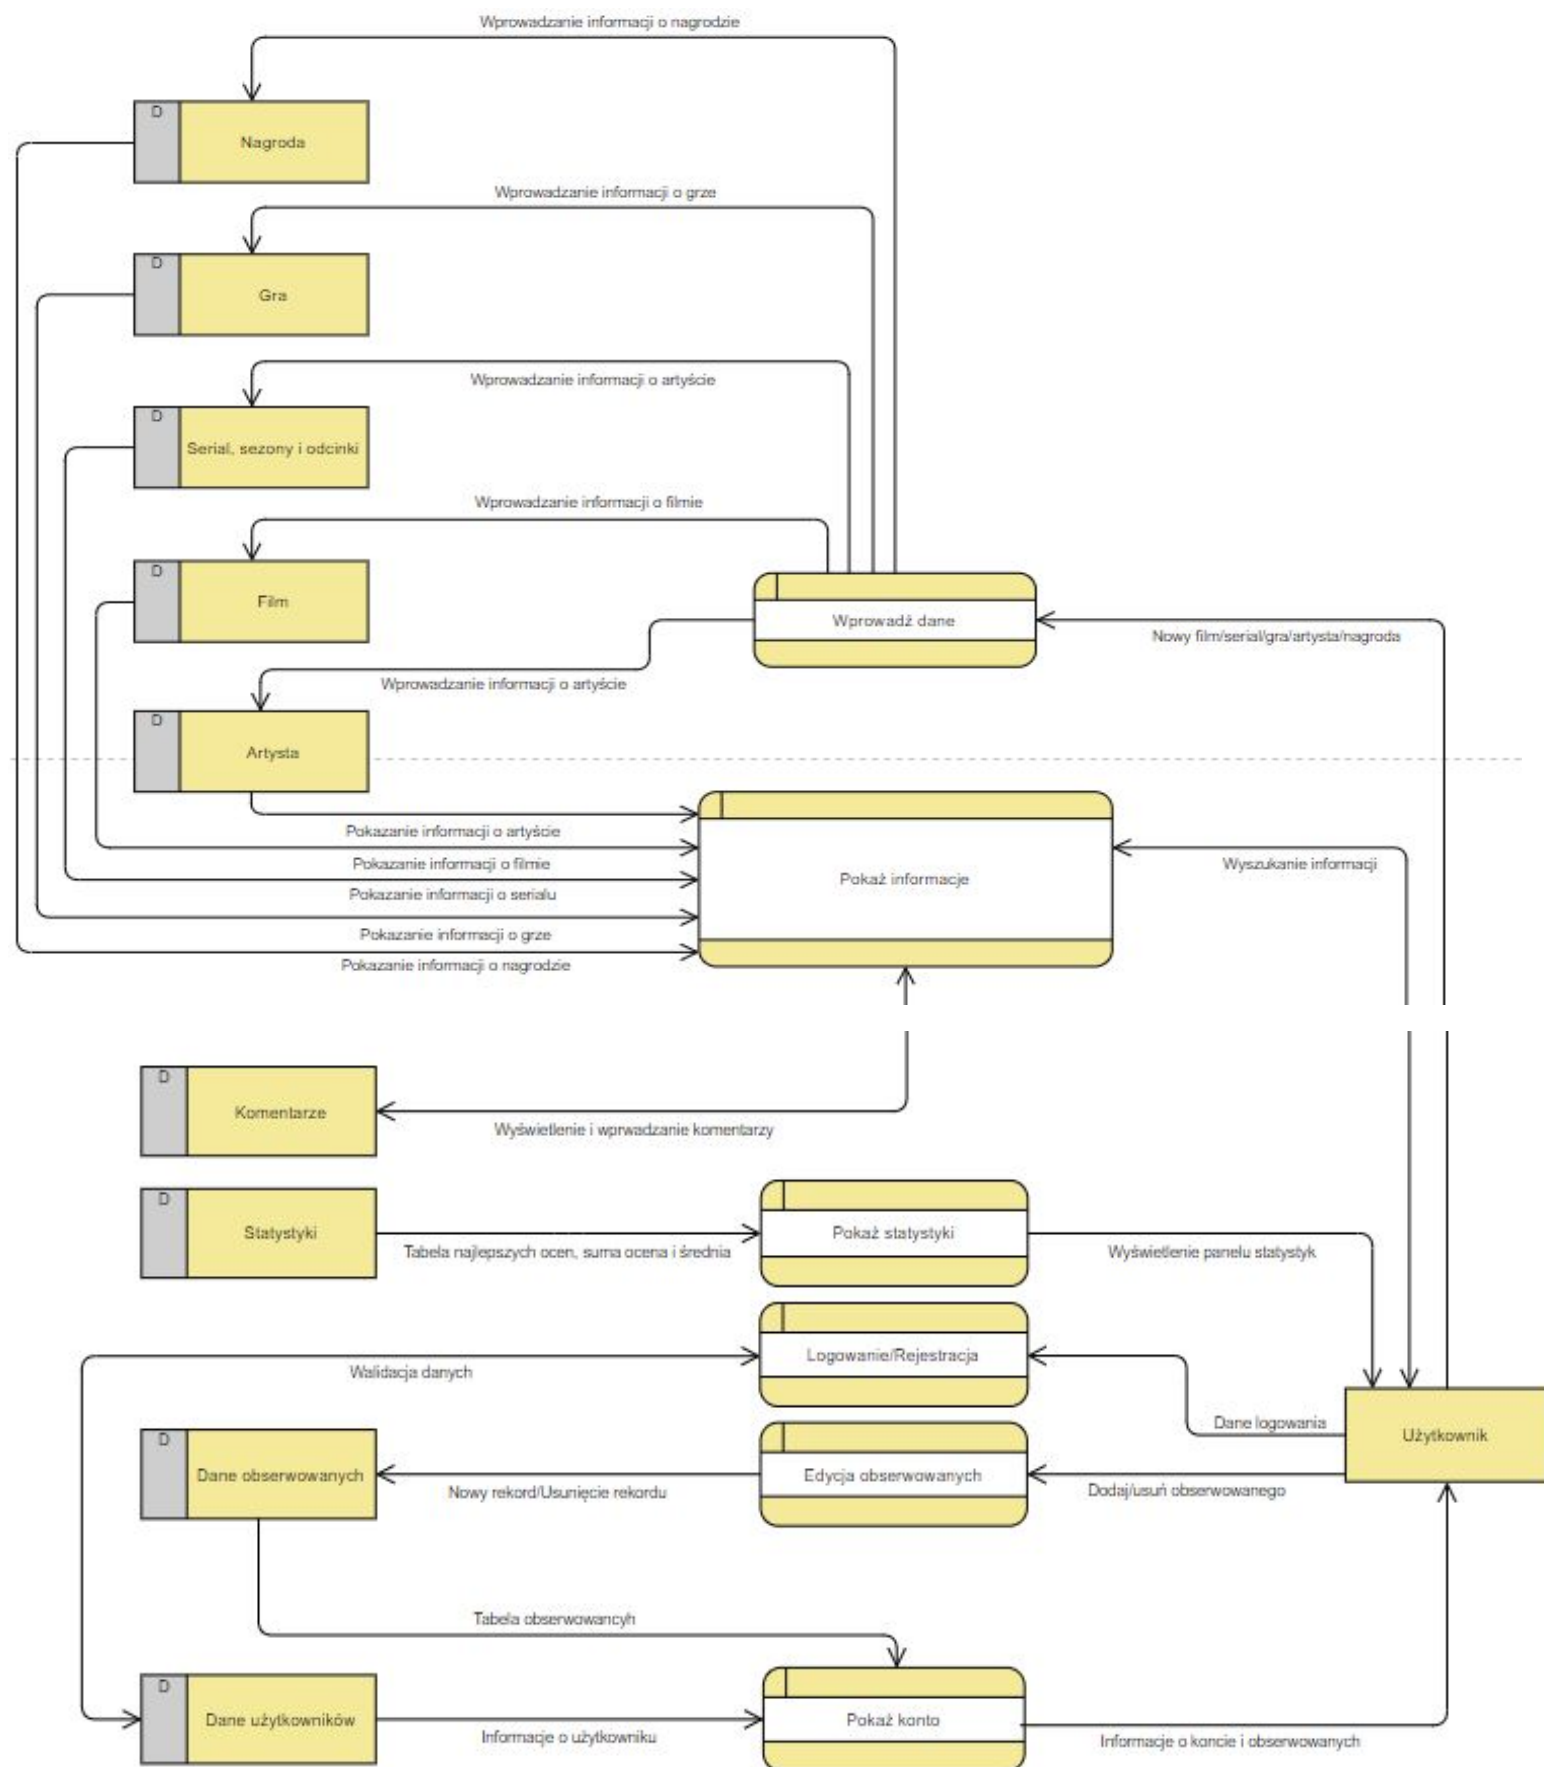 Wprowadzanie informacji o nagrodzie
D
Nagroda
Wprowadzanie informacji o grze
D
Gra
Wprowadzanie informacji o artyście
D
Serial, sezony i odcinki
Wprowadzanie informacji o filmie
D
Film
Wprowadź dane
Nowy film/serial/gra/artysta/nagroda
Wprowadzanie informacji o artyście
D
Artysta
Pokazanie informacji o artyście
Wyszukanie informacji
Pokazanie informacji o filmie
Pokaż informacje
Pokazanie informacji o serialu
Pokazanie informacji o grze
Pokazanie informacji o nagrodzie
D
Komentarze
Wyświetlenie i wprwadzanie komentarzy
D
Statystyki
Pokaż statystyki
Tabela najlepszych ocen, suma ocena i średnia
Wyświetlenie panelu statystyk
Logowanie/Rejestracja
Walidacja danych
Dane logowania
Użytkownik
D
Dane obserwowanych
Edycja obserwowanych
Nowy rekord/Usunięcie rekordu
Dodaj/usuń obserwowanego
Tabela obserwowancyh
D
Dane użytkowników
Pokaż konto
Informacje o użytkowniku
Informacje o koncie i obserwowanych